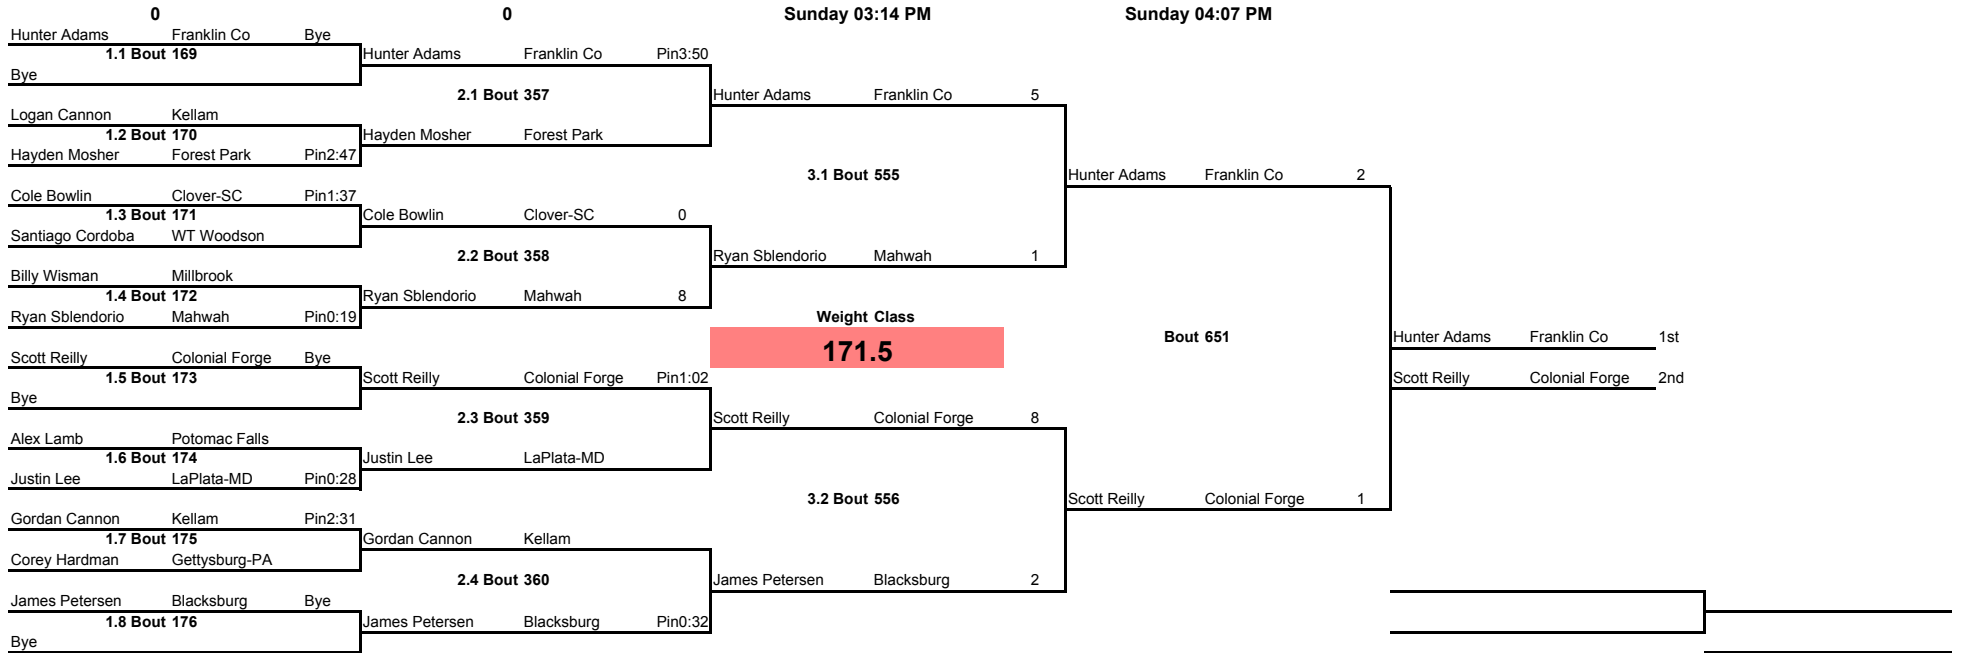 0 0 Sunday 03:14 PM Sunday 04:07 PM
Hunter Adams Franklin Co Bye
1.1 Bout 169 Hunter Adams Franklin Co Pin3:50
Bye
2.1 Bout 357 Hunter Adams Franklin Co 5
Logan Cannon Kellam
1.2 Bout 170 Hayden Mosher Forest Park
Hayden Mosher Forest Park Pin2:47
3.1 Bout 555 Hunter Adams Franklin Co 2
Cole Bowlin Clover-SC Pin1:37
1.3 Bout 171 Cole Bowlin Clover-SC 0
Santiago Cordoba WT Woodson
2.2 Bout 358 Ryan Sblendorio Mahwah 1
Billy Wisman Millbrook
1.4 Bout 172 Ryan Sblendorio Mahwah 8
Ryan Sblendorio Mahwah Pin0:19 Weight Class
Bout 651 Hunter Adams Franklin Co 1st
171.5
Scott Reilly Colonial Forge Bye
1.5 Bout 173 Scott Reilly Colonial Forge Pin1:02 Scott Reilly Colonial Forge 2nd
Bye
2.3 Bout 359 Scott Reilly Colonial Forge 8
Alex Lamb Potomac Falls
1.6 Bout 174 Justin Lee LaPlata-MD
Justin Lee LaPlata-MD Pin0:28
3.2 Bout 556 Scott Reilly Colonial Forge 1
Gordan Cannon Kellam Pin2:31
1.7 Bout 175 Gordan Cannon Kellam
Corey Hardman Gettysburg-PA
2.4 Bout 360 James Petersen Blacksburg 2
James Petersen Blacksburg Bye
1.8 Bout 176 James Petersen Blacksburg Pin0:32
Bye